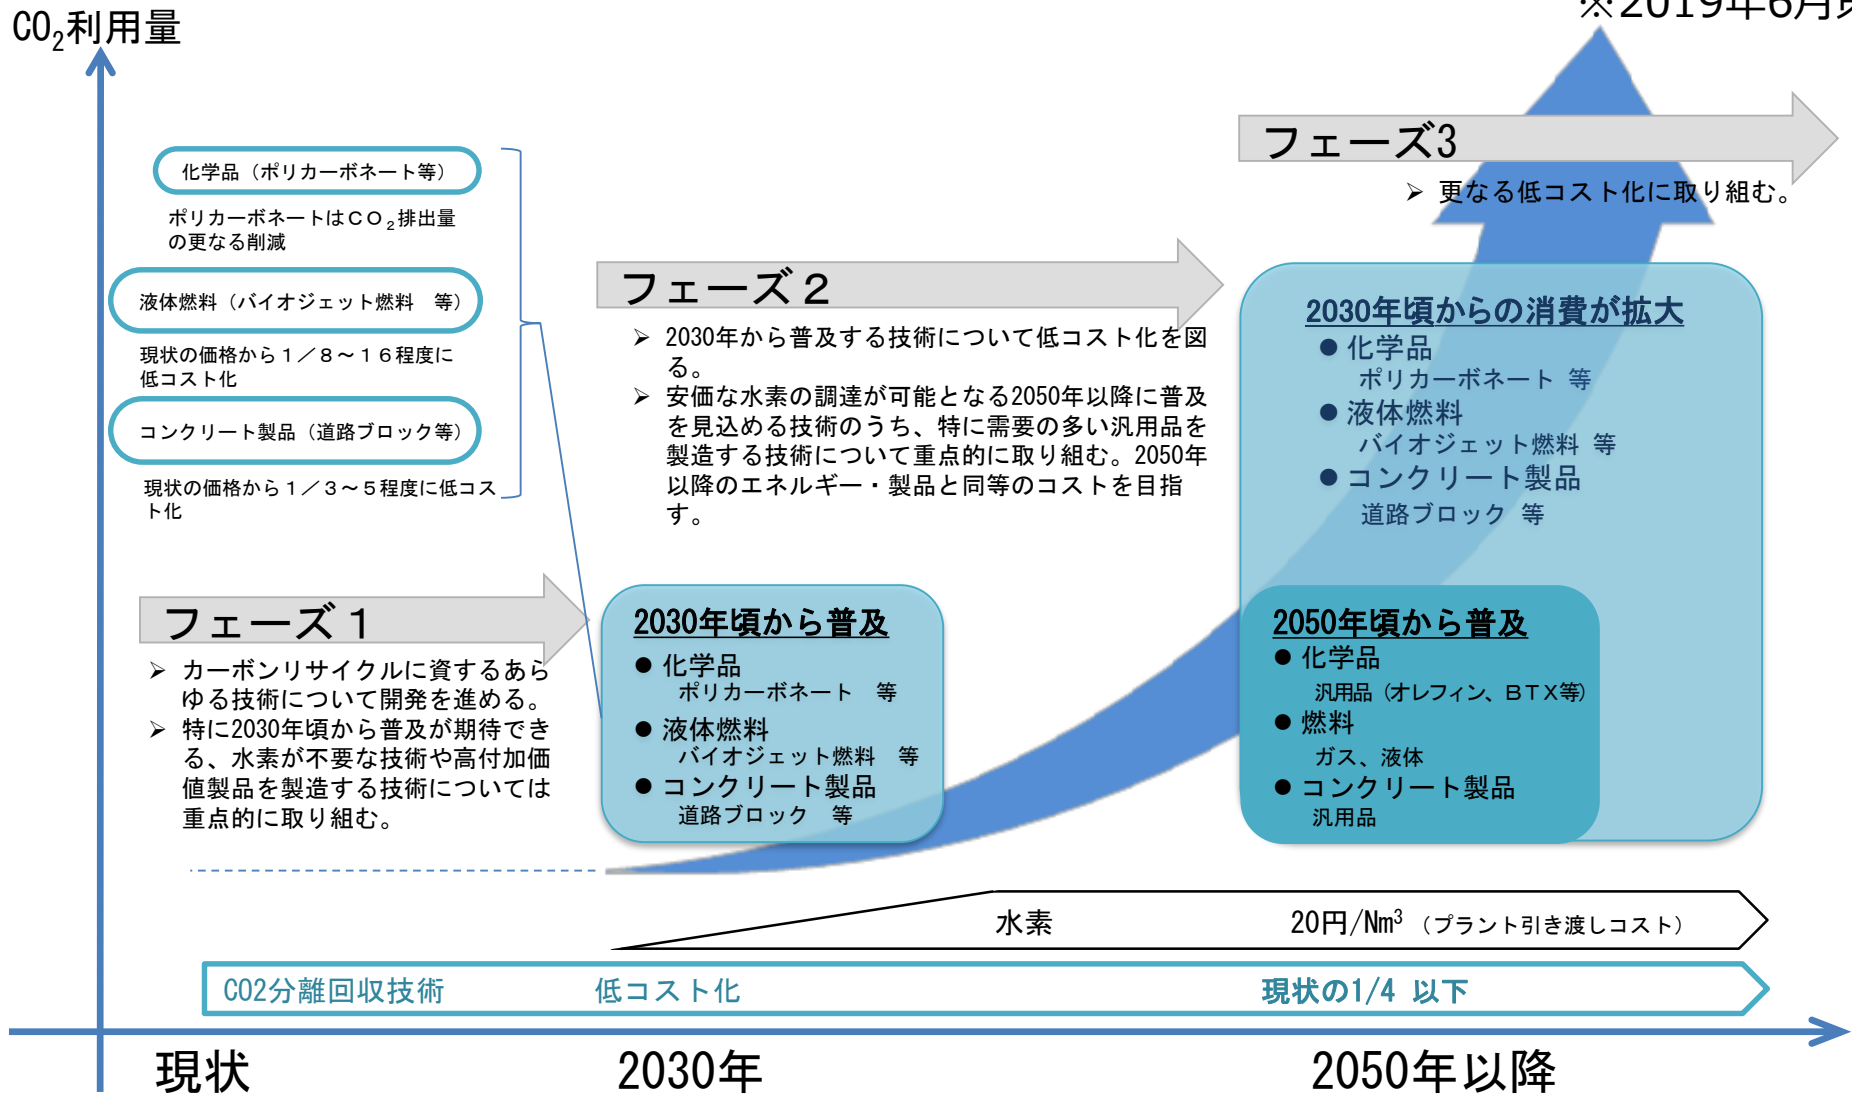 CO₂利用量
※2019年6月
化学品（ポリカーボネート等）
ポリカーボネートはＣＯ₂排出量
の更なる削減
液体燃料（バイオジェット燃料　等）
現状の価格から１／８～１６程度に
低コスト化
コンクリート製品（道路ブロック等）
現状の価格から１／３～５程度に低コス
ト化
フェーズ１
➢ カーボンリサイクルに資するあら
ゆる技術について開発を進める。
➢ 特に2030年頃から普及が期待でき
る、水素が不要な技術や高付加価
値製品を製造する技術については
重点的に取り組む。
フェーズ２
➢ 2030年から普及する技術について低コスト化を図
る。
➢ 安価な水素の調達が可能となる2050年以降に普及
を見込める技術のうち、特に需要の多い汎用品を
製造する技術について重点的に取り組む。2050年
以降のエネルギー・製品と同等のコストを目指
す。
2030年頃から普及
● 化学品
ポリカーボネート　等
● 液体燃料
バイオジェット燃料　等
● コンクリート製品
道路ブロック　等
フェーズ3
➢ 更なる低コスト化に取り組む。
2030年頃からの消費が拡大
● 化学品
ポリカーボネート 等
● 液体燃料
バイオジェット燃料 等
● コンクリート製品
道路ブロック 等
2050年頃から普及
● 化学品
汎用品（オレフィン、ＢＴＸ等）
● 燃料
ガス、液体
● コンクリート製品
汎用品
水素 20円/Nm³（プラント引き渡しコスト）
CO2分離回収技術 低コスト化 現状の1/4 以下
現状 2030年 2050年以降